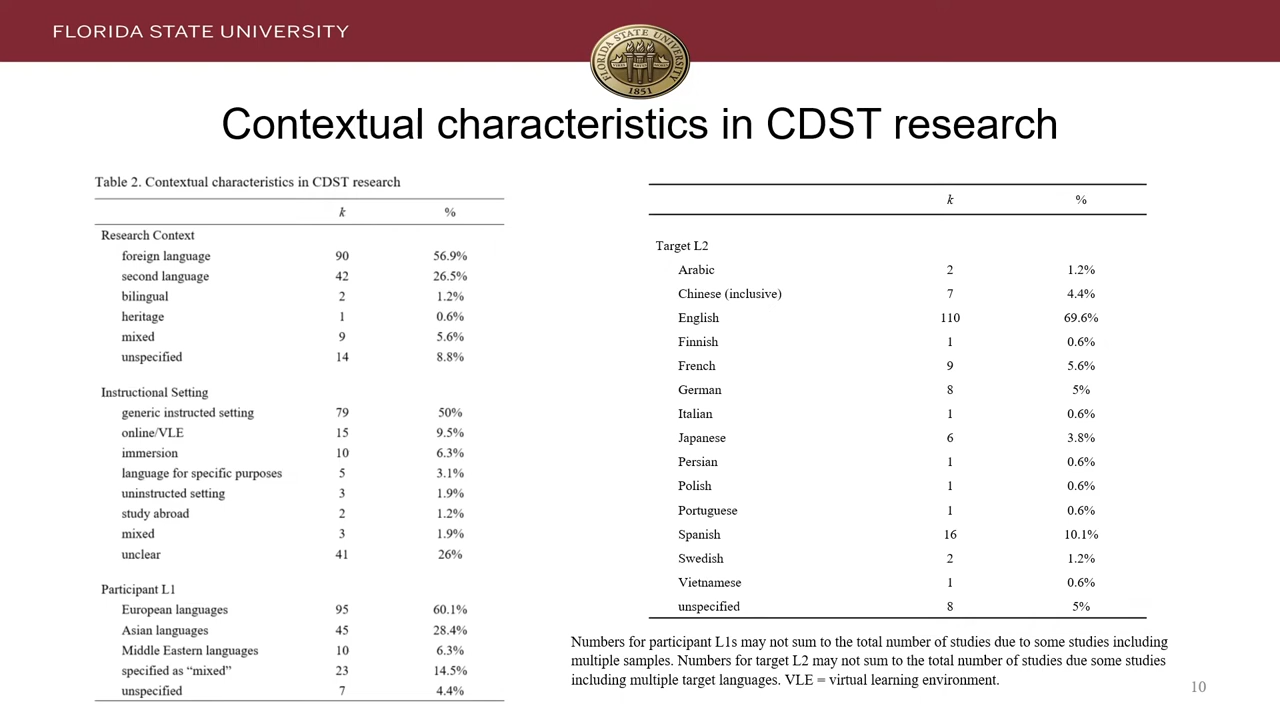 FLORIDA STATE UNIVERSITY
FLORIDA STATE UNIVERSITY
1851
Contextual characteristics in CDST research
Table 2. Contextual characteristics in CDST research
k %
Research Context
foreign language 90 56.9%
second language 42 26.5%
bilingual 2 1.2%
heritage 1 0.6%
mixed 9 5.6%
unspecified 14 8.8%
Instructional Setting
generic instructed setting 79 50%
online/VLE 15 9.5%
immersion 10 6.3%
language for specific purposes 5 3.1%
uninstructed setting 3 1.9%
study abroad 2 1.2%
mixed 3 1.9%
unclear 41 26%
Participant L1
European languages 95 60.1%
Asian languages 45 28.4%
Middle Eastern languages 10 6.3%
specified as “mixed” 23 14.5%
unspecified 7 4.4%
k %
Target L2
Arabic 2 1.2%
Chinese (inclusive) 7 4.4%
English 110 69.6%
Finnish 1 0.6%
French 9 5.6%
German 8 5%
Italian 1 0.6%
Japanese 6 3.8%
Persian 1 0.6%
Polish 1 0.6%
Portuguese 1 0.6%
Spanish 16 10.1%
Swedish 2 1.2%
Vietnamese 1 0.6%
unspecified 8 5%
Numbers for participant L1s may not sum to the total number of studies due to some studies including
multiple samples. Numbers for target L2 may not sum to the total number of studies due some studies
including multiple target languages. VLE = virtual learning environment.
10